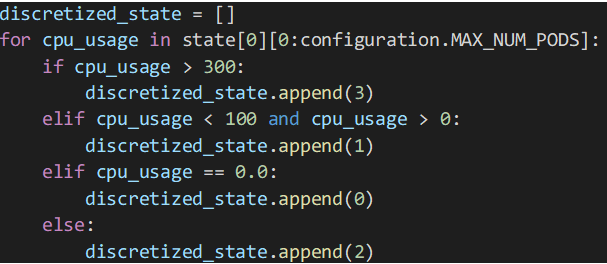 discretized_state = []
for cpu_usage in state[0][0:configuration.MAX_NUM_PODS]:
    if cpu_usage > 300:
        discretized_state.append(3)
    elif cpu_usage < 100 and cpu_usage > 0:
        discretized_state.append(1)
    elif cpu_usage == 0.0:
        discretized_state.append(0)
    else:
        discretized_state.append(2)